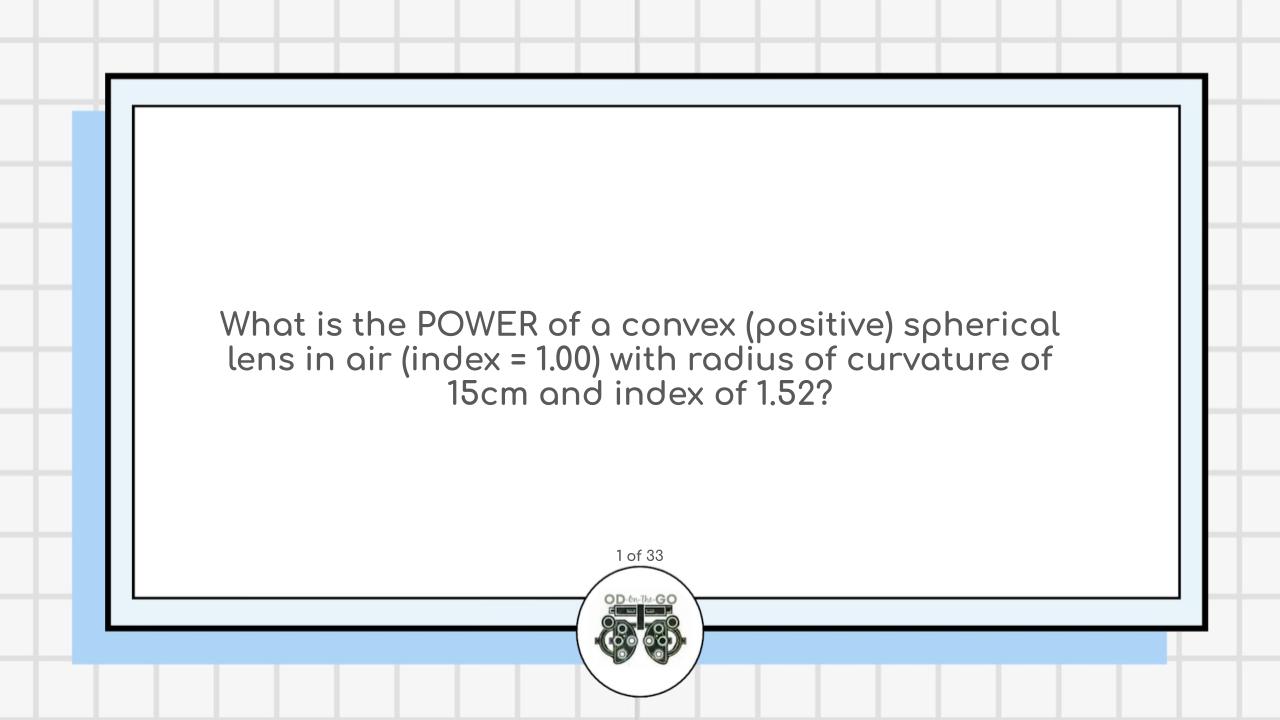 What is the POWER of a convex (positive) spherical
lens in air (index = 1.00) with radius of curvature of
15cm and index of 1.52?
1 of 33
OD-On-The-GO